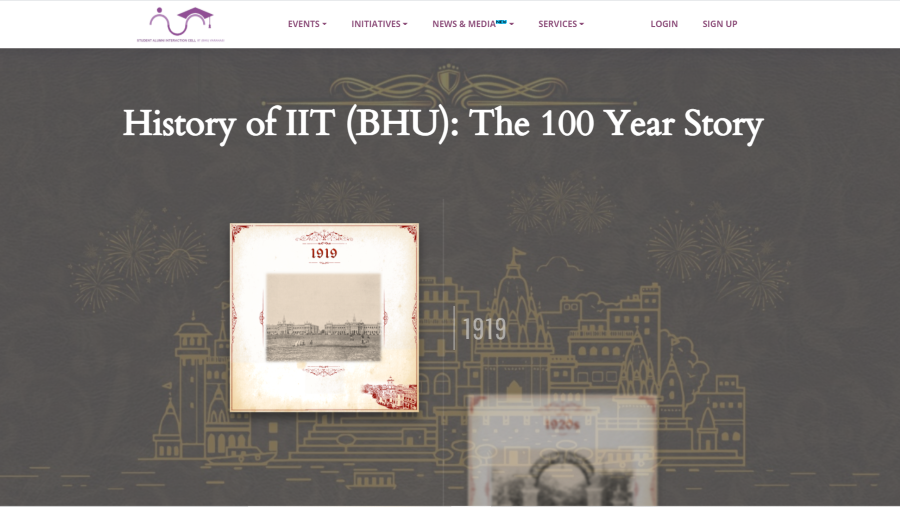 EVENTS
INITIATIVES
NEWS & MEDIA NEW
SERVICES
LOGIN
SIGN UP
STUDENT ALUMNI INTERACTION CELL IIT (BHU) VARANASI
History of IIT (BHU): The 100 Year Story
1919
1919
1920s